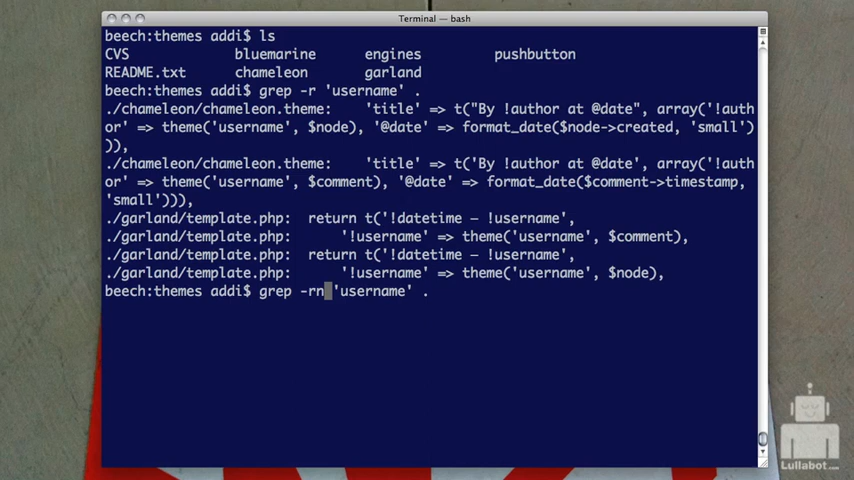 Terminal — bash
beech:themes addi$ ls
CVS bluemarine engines pushbutton
README.txt chameleon garland
beech:themes addi$ grep -r 'username' .
./chameleon/chameleon.theme: 'title' => t("By !author at @date", array('!auth
or' => theme('username', $node), '@date' => format_date($node->created, 'small')
)),
./chameleon/chameleon.theme: 'title' => t('By !author at @date', array('!auth
or' => theme('username', $comment), '@date' => format_date($comment->timestamp,
'small'))),
./garland/template.php: return t('!datetime — !username',
./garland/template.php: '!username' => theme('username', $comment),
./garland/template.php: return t('!datetime — !username',
./garland/template.php: '!username' => theme('username', $node),
beech:themes addi$ grep -rn 'username' .
Lullabot.com